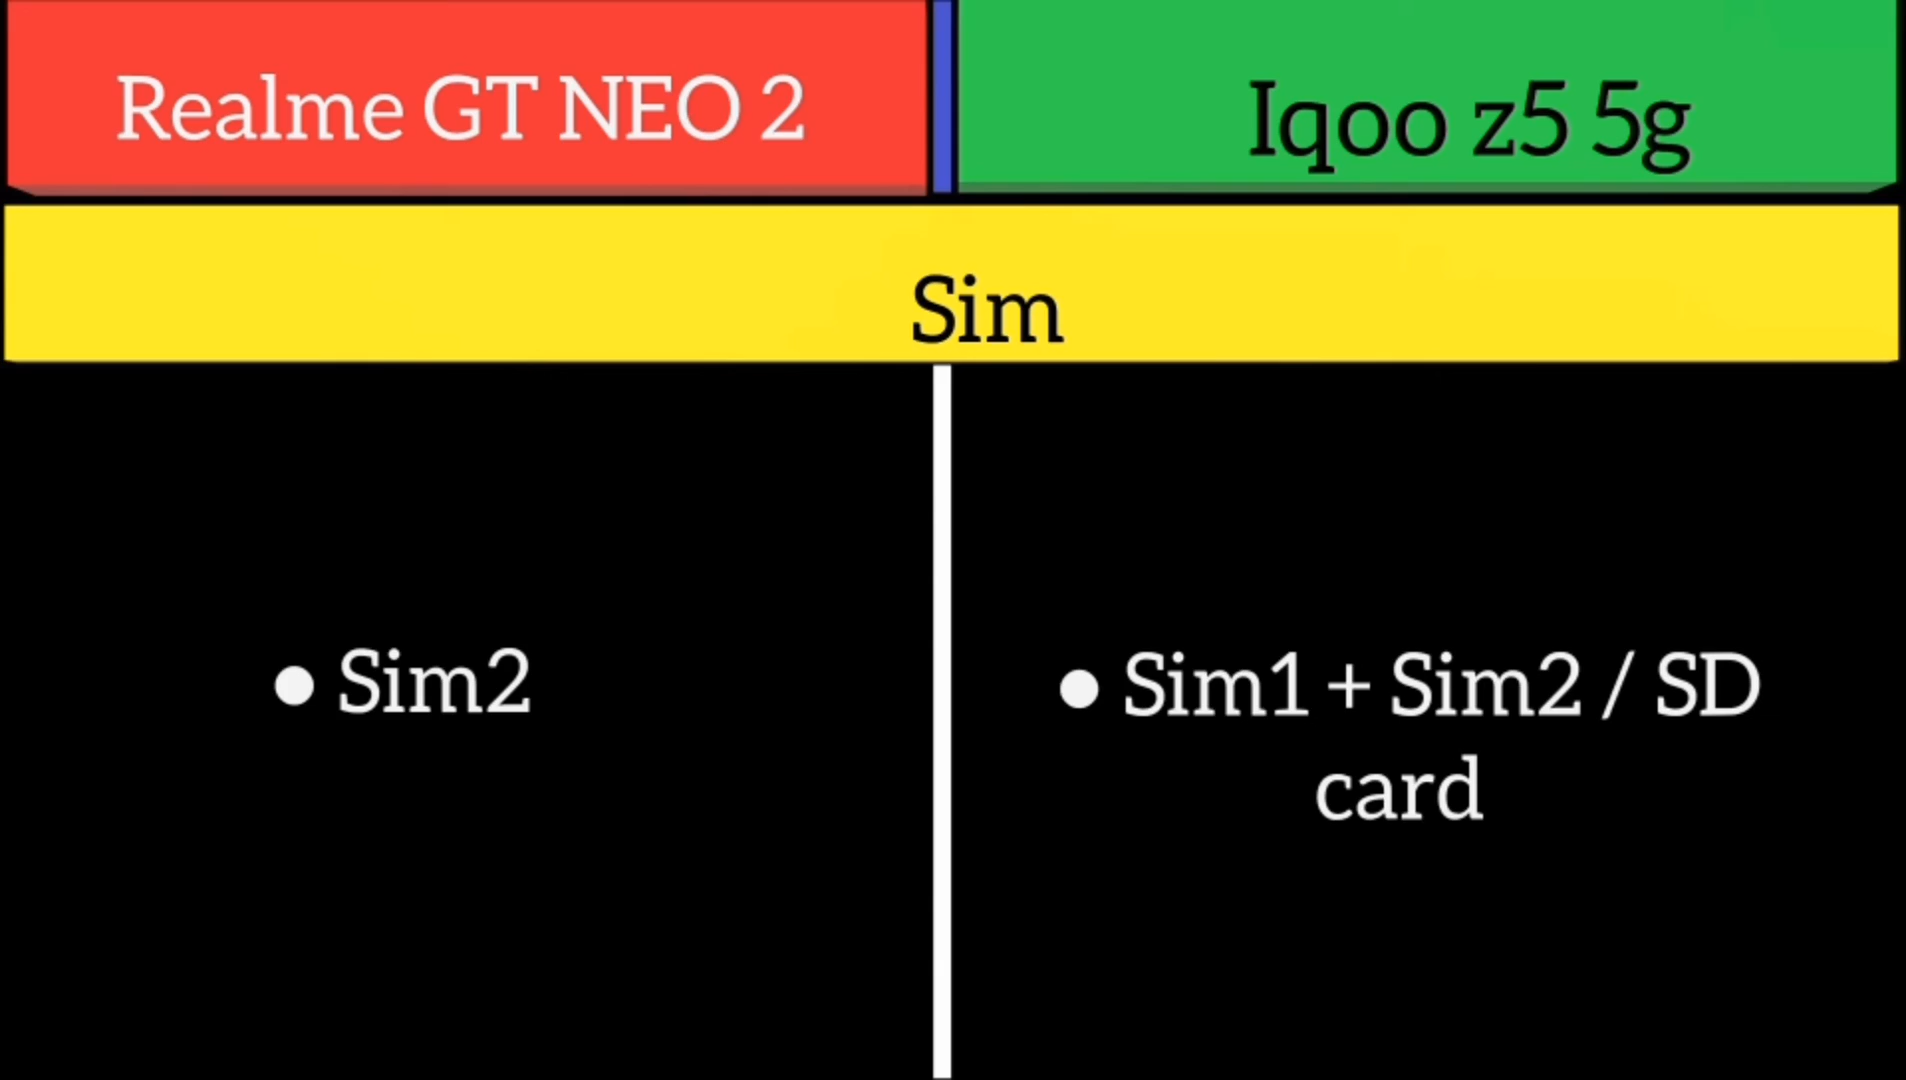 Realme GT NEO 2
Iqoo z5 5g
Sim
● Sim2
● Sim1 + Sim2 / SD
card